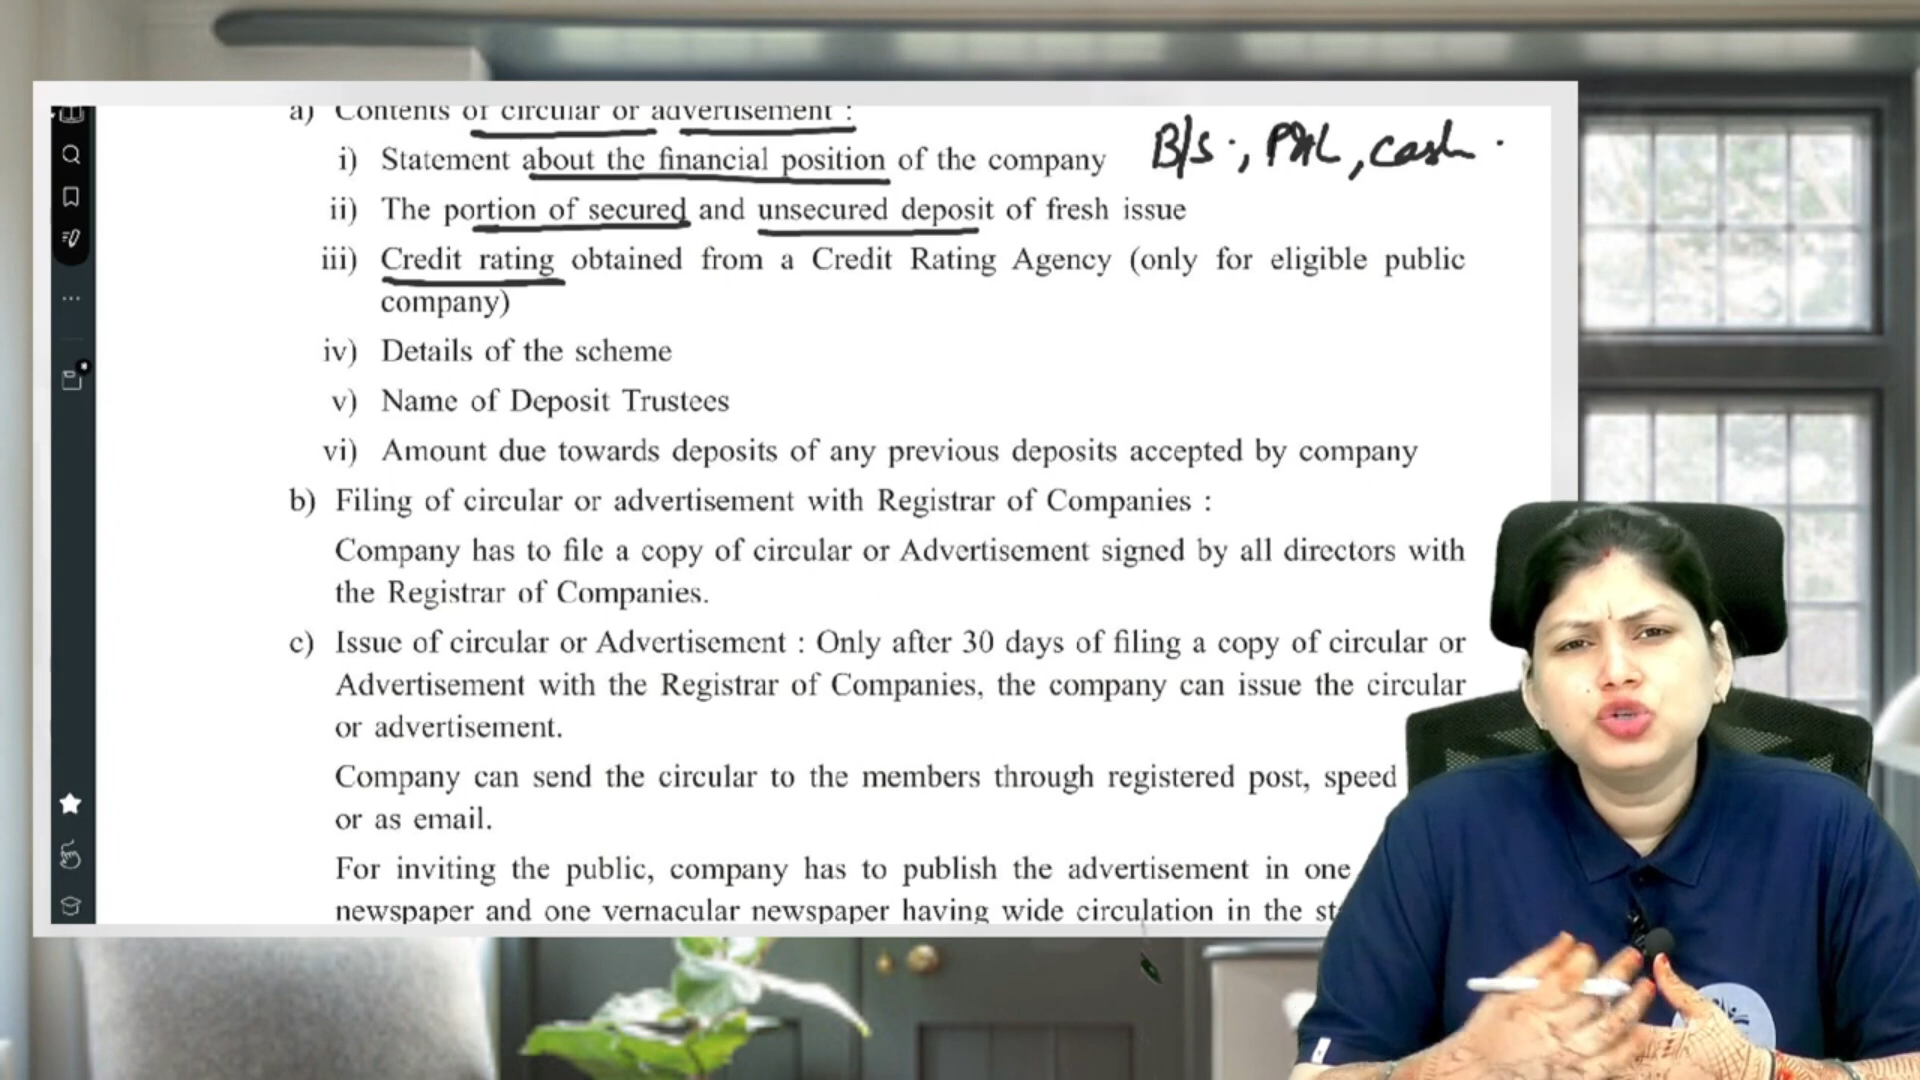 a) Contents of circular or advertisement :
i) Statement about the financial position of the company B/S., P&L, cash.
ii) The portion of secured and unsecured deposit of fresh issue
iii) Credit rating obtained from a Credit Rating Agency (only for eligible public
company)
iv) Details of the scheme
v) Name of Deposit Trustees
vi) Amount due towards deposits of any previous deposits accepted by company
b) Filing of circular or advertisement with Registrar of Companies :
Company has to file a copy of circular or Advertisement signed by all directors with
the Registrar of Companies.
c) Issue of circular or Advertisement : Only after 30 days of filing a copy of circular or
Advertisement with the Registrar of Companies, the company can issue the circular
or advertisement.
Company can send the circular to the members through registered post, speed
or as email.
For inviting the public, company has to publish the advertisement in one
newspaper and one vernacular newspaper having wide circulation in the